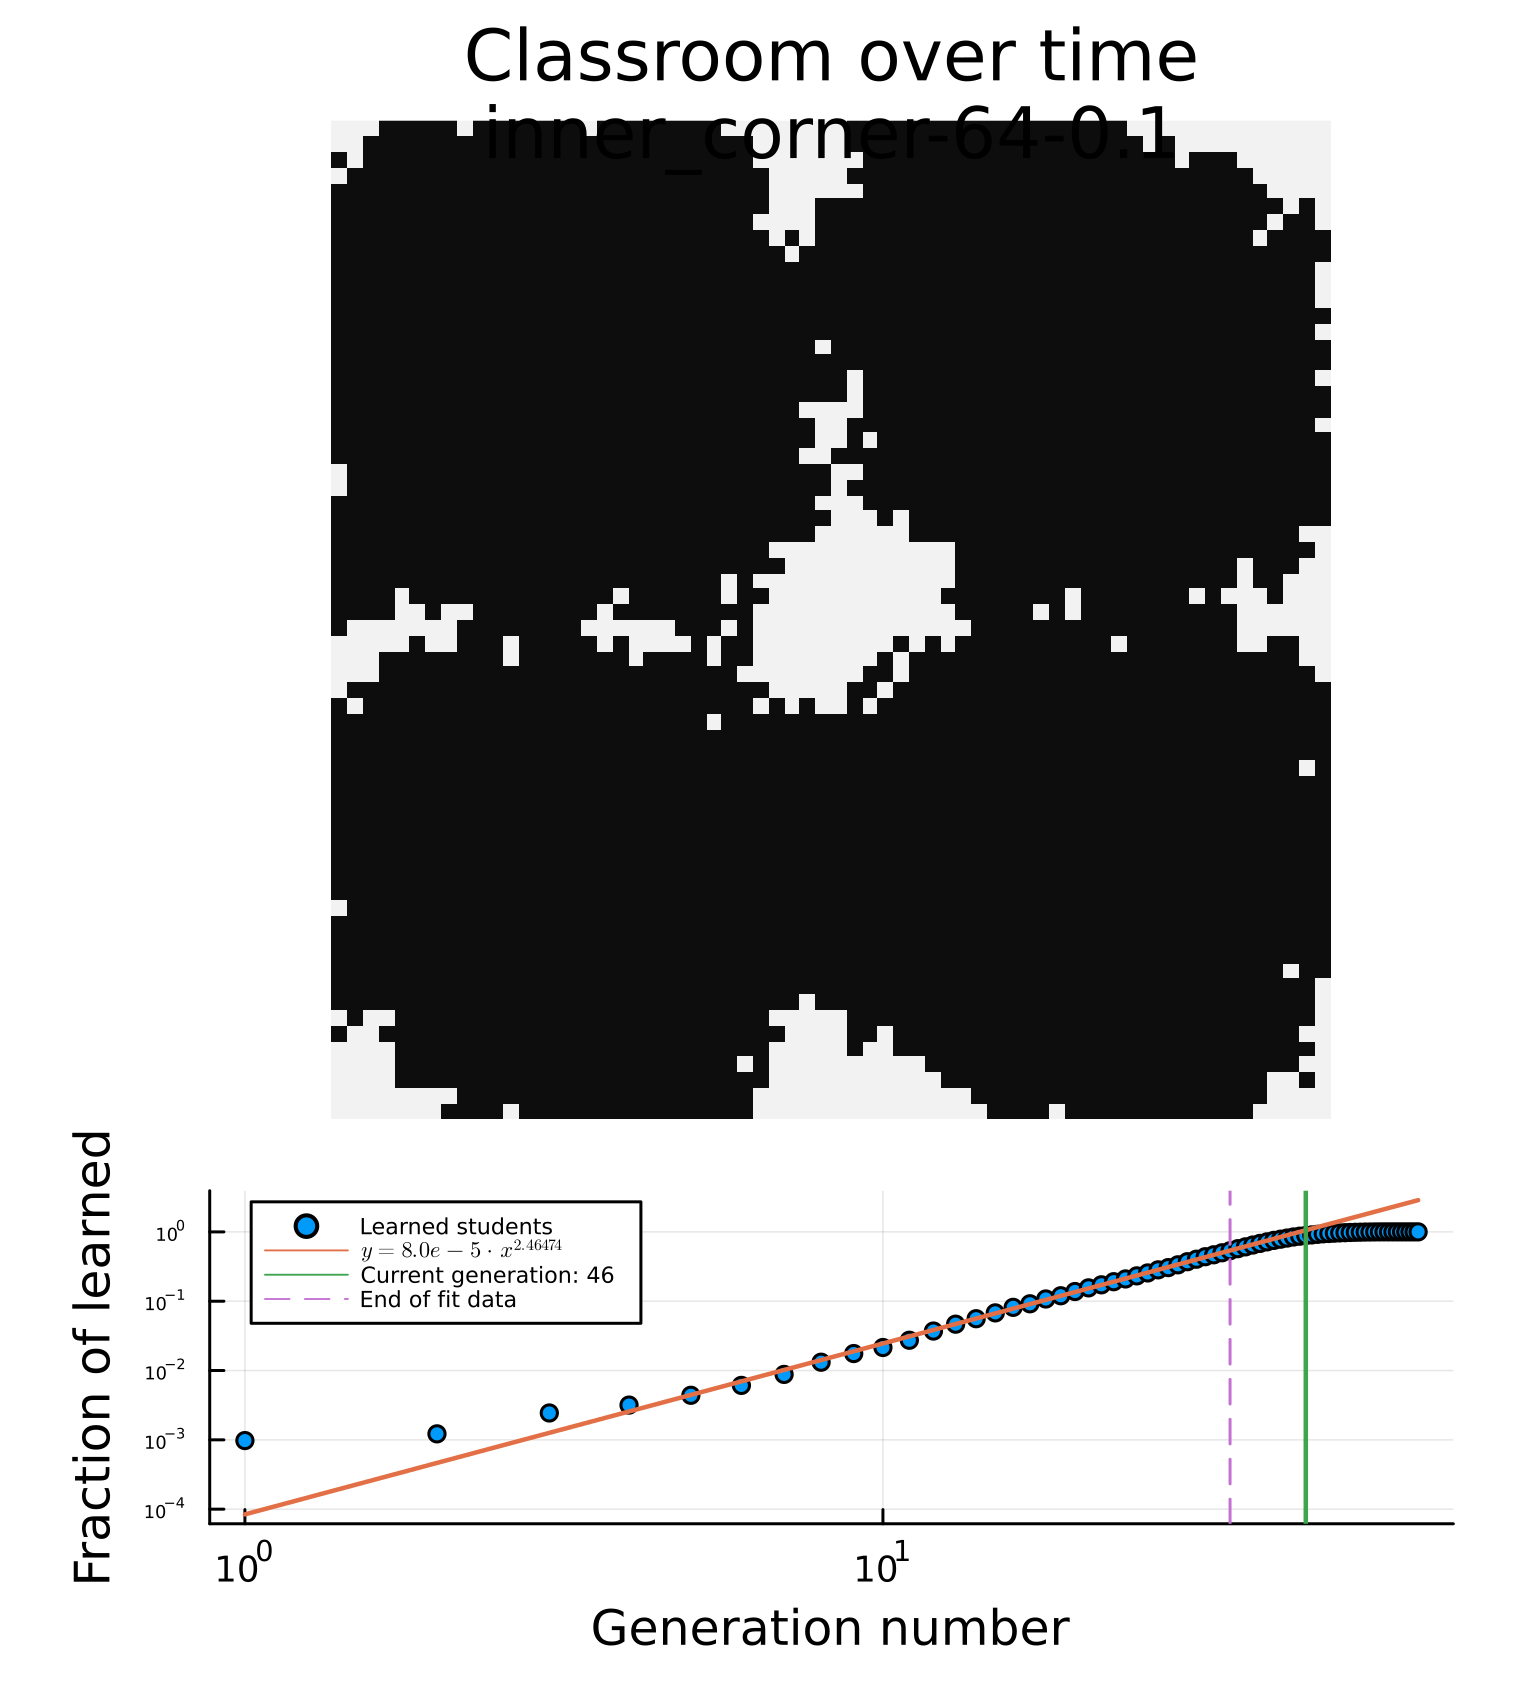 Classroom over time
inner_corner-64-0.1
Fraction of learned
10^0
10^−1
10^−2
10^−3
10^−4
Learned students
y = 8.0e − 5 · x^2.46474
Current generation: 46
End of fit data
10^0
10^1
Generation number